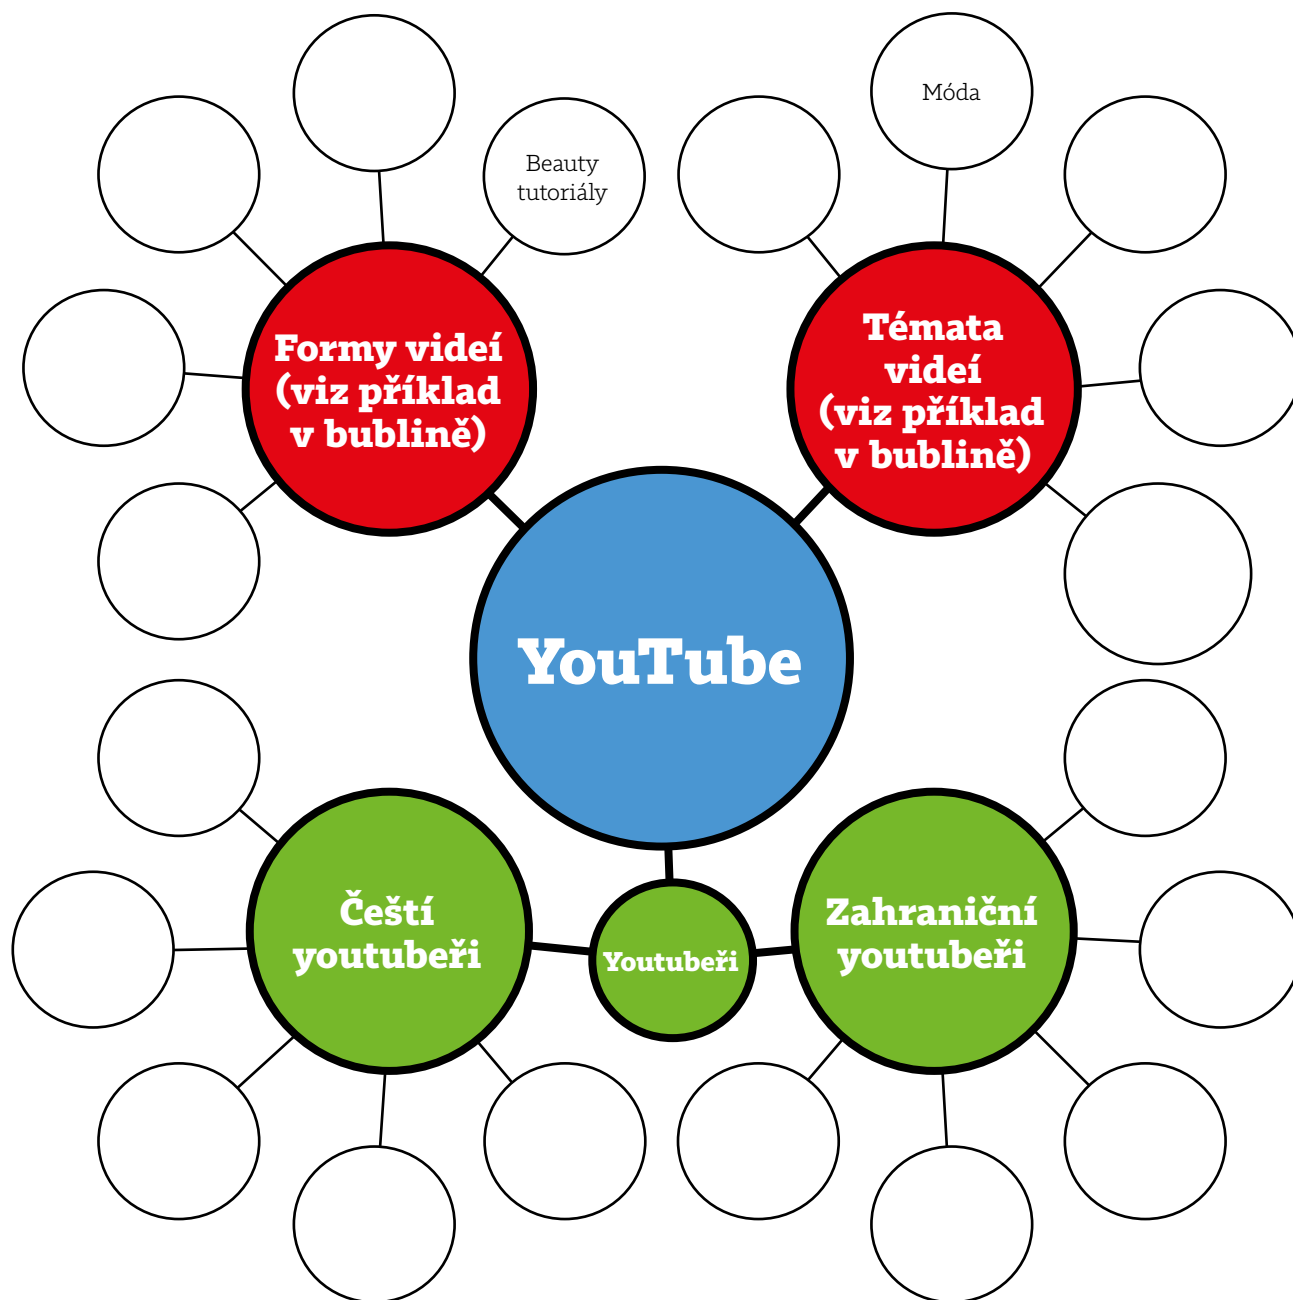 Móda
Beauty
tutoriály
Formy videí
(viz příklad
v bublině)
Témata
videí
(viz příklad
v bublině)
YouTube
Čeští
youtubeři
Youtubeři
Zahraniční
youtubeři